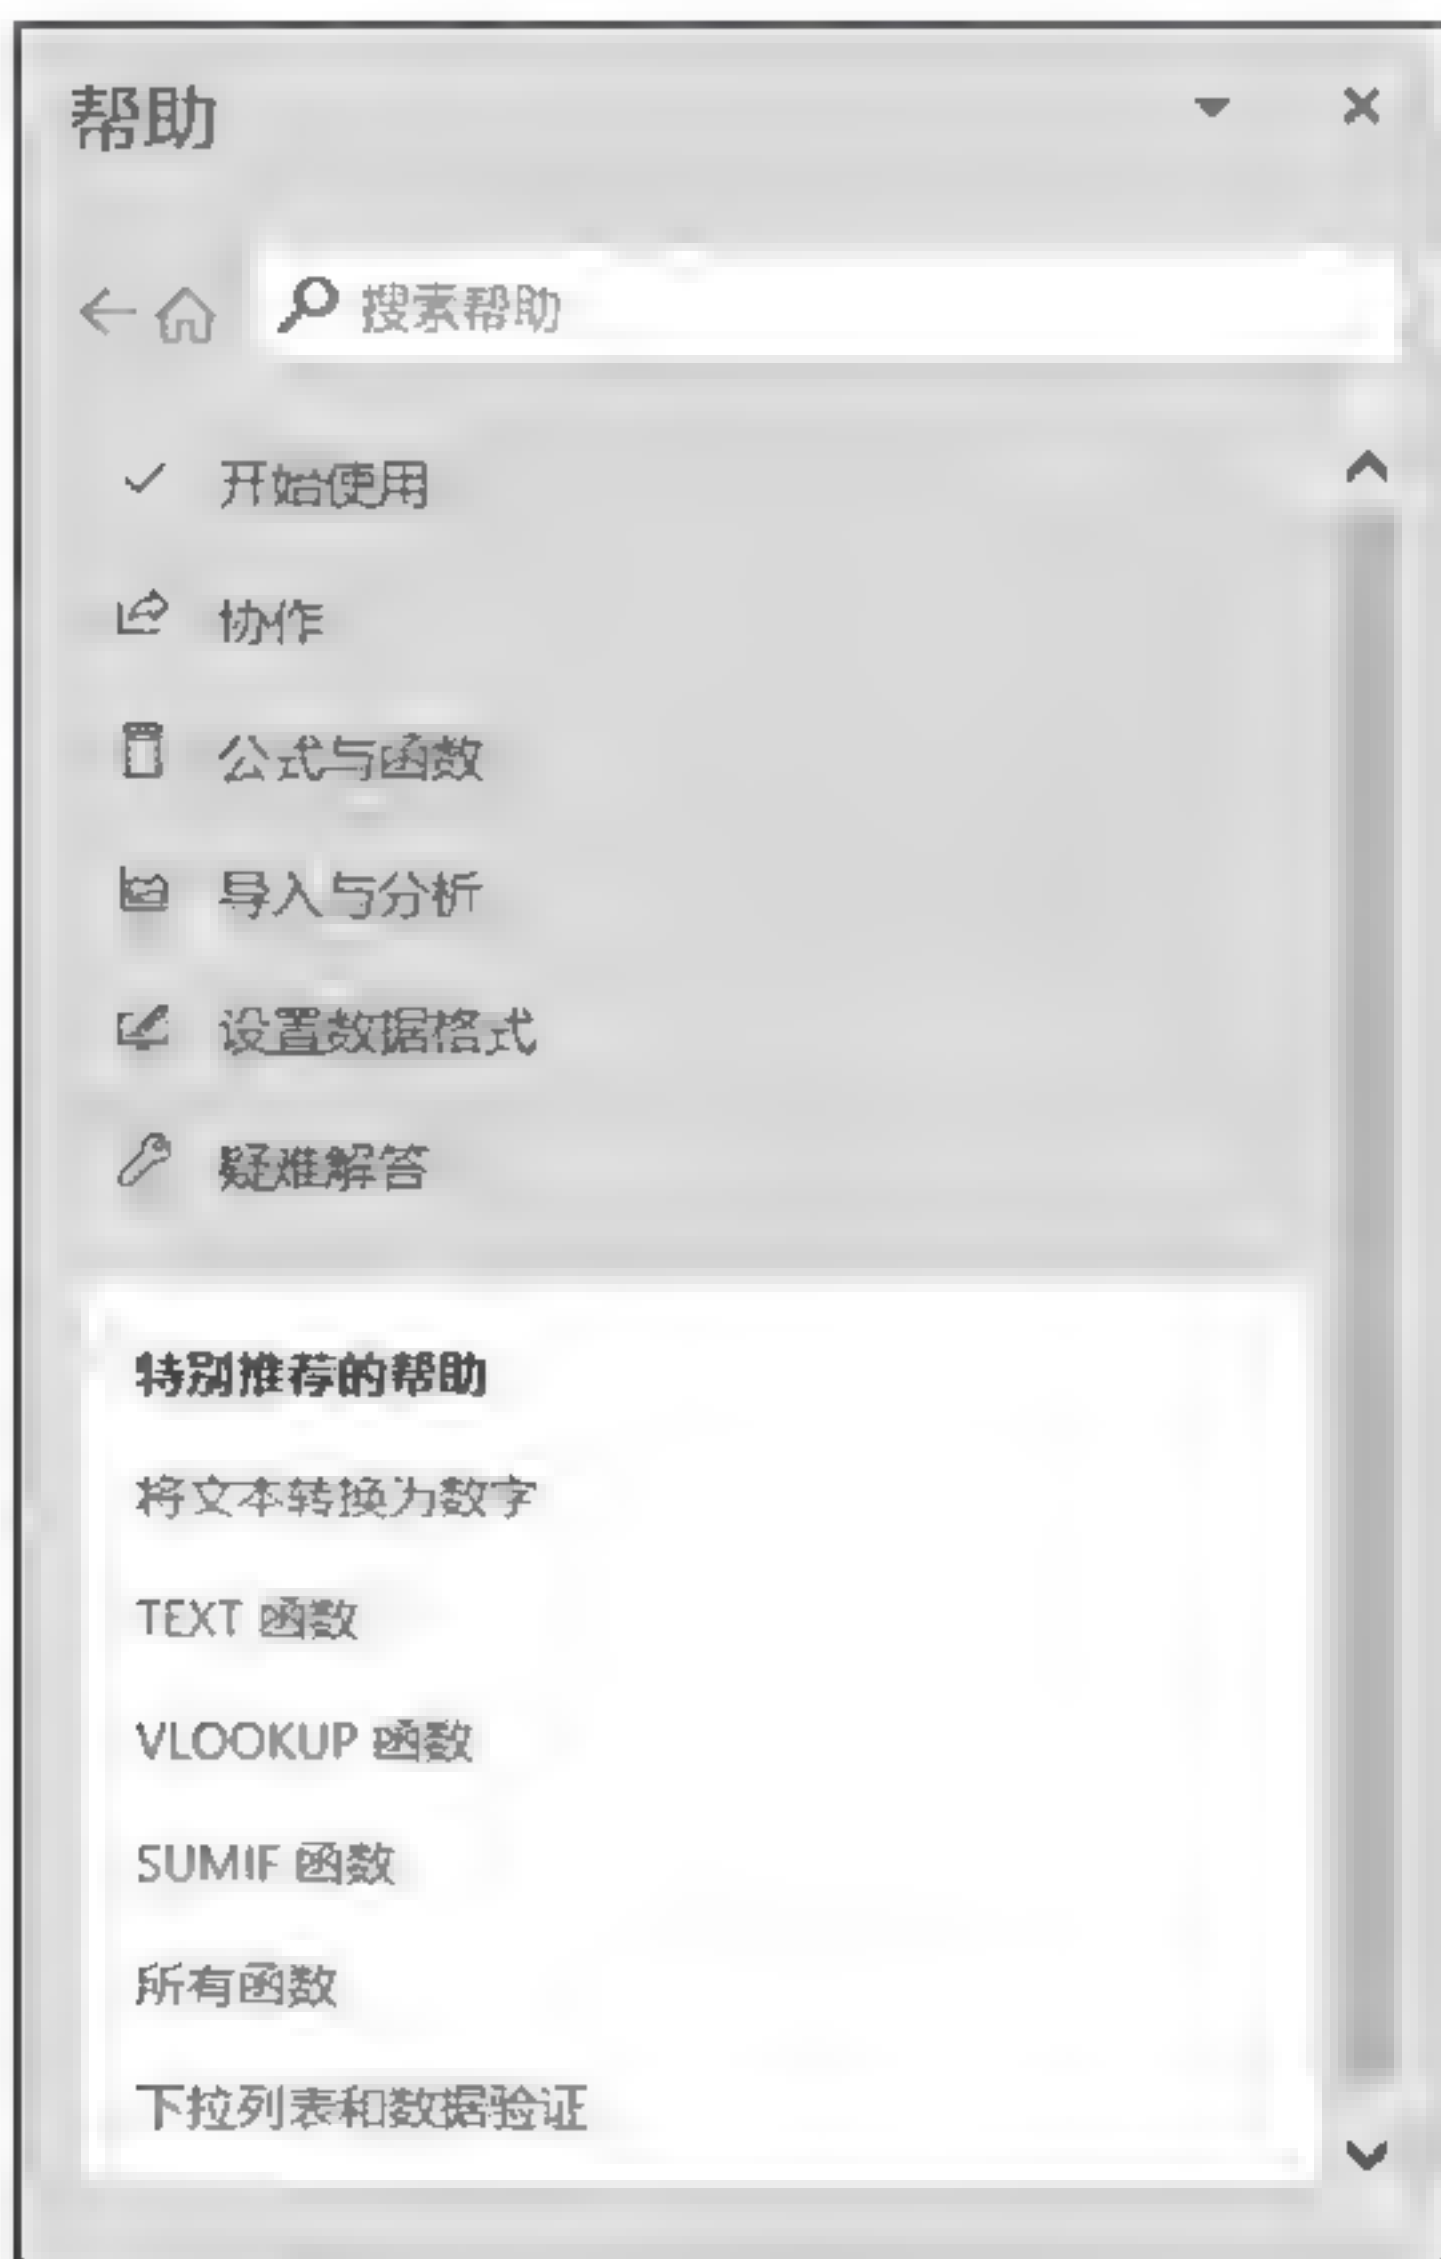 帮助
搜索帮助
开始使用
协作
公式与函数
导入与分析
设置数据格式
疑难解答
特别推荐的帮助
将文本转换为数字
TEXT 函数
VLOOKUP 函数
SUMIF 函数
所有函数
下拉列表和数据验证